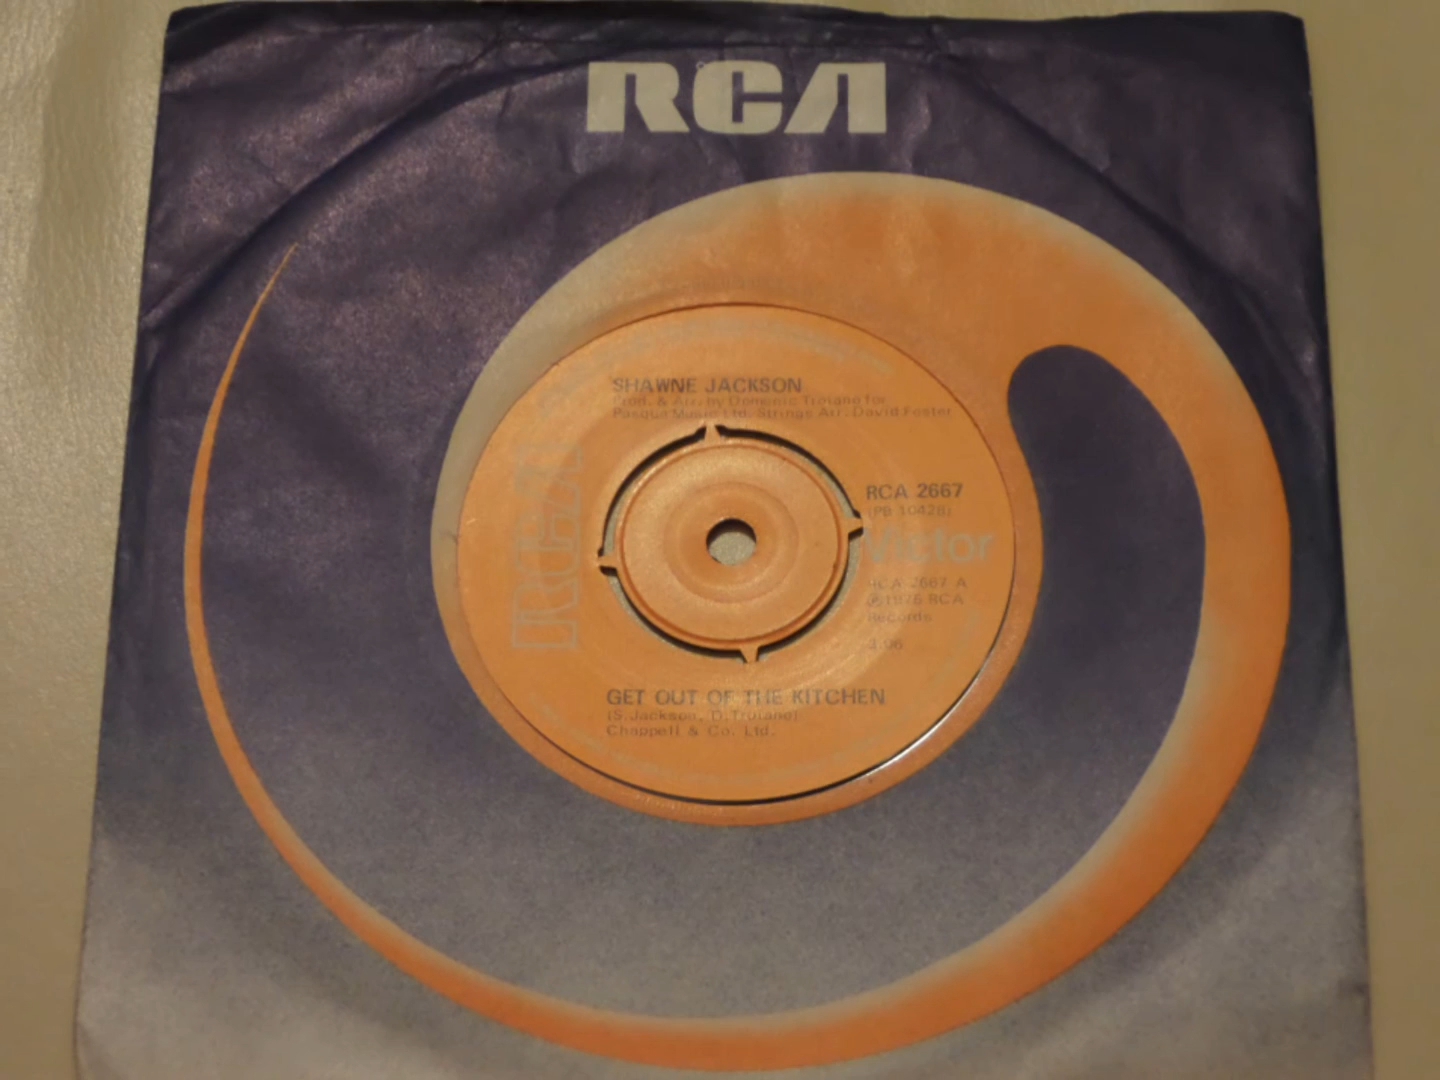 RCA
SHAWNE JACKSON
Prod. & Arr. by Domenic Troiano for
Pasqua Music Ltd. Strings Arr. David Foster
RCA
RCA 2667
(PB 10428)
Victor
RCA 2667 A
℗1976 RCA
Records
GET OUT OF THE KITCHEN
(S. Jackson, D. Troiano)
Chappell & Co. Ltd.